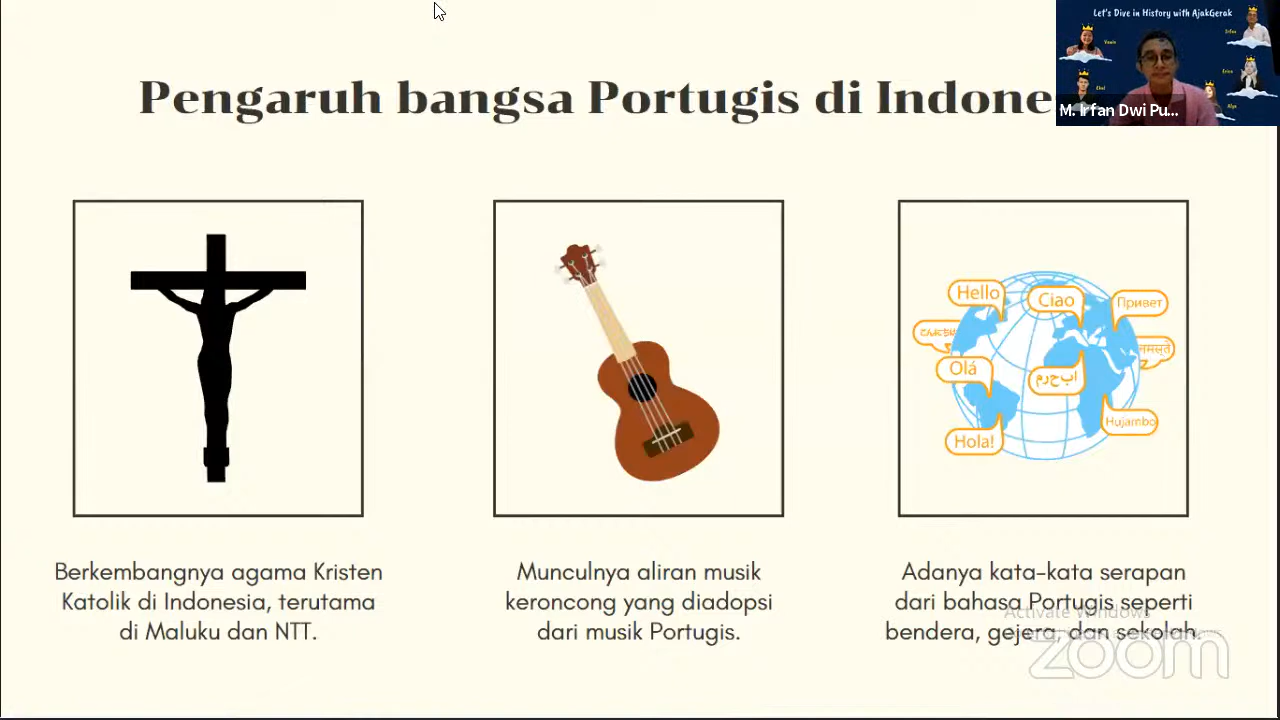 Let's Dive in History with AjakGerak
Irfan
M. Irfan Dwi Pu...
Pengaruh bangsa Portugis di Indone
Hello
Ciao
Привет
Olá
Hola!
Hujambo
Berkembangnya agama Kristen
Katolik di Indonesia, terutama
di Maluku dan NTT.
Munculnya aliran musik
keroncong yang diadopsi
dari musik Portugis.
Adanya kata-kata serapan
dari bahasa Portugis seperti
bendera, gejera, dan sekolah.
Activate Windows
zoom